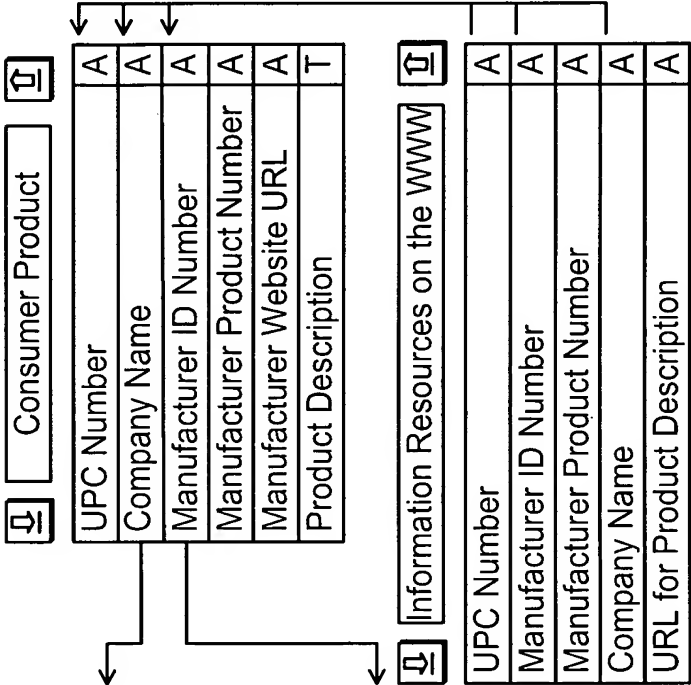 Consumer Product
UPC Number A
Company Name A
Manufacturer ID Number A
Manufacturer Product Number A
Manufacturer Website URL A
Product Description T
Information Resources on the WWW
UPC Number A
Manufacturer ID Number A
Manufacturer Product Number A
Company Name A
URL for Product Description A